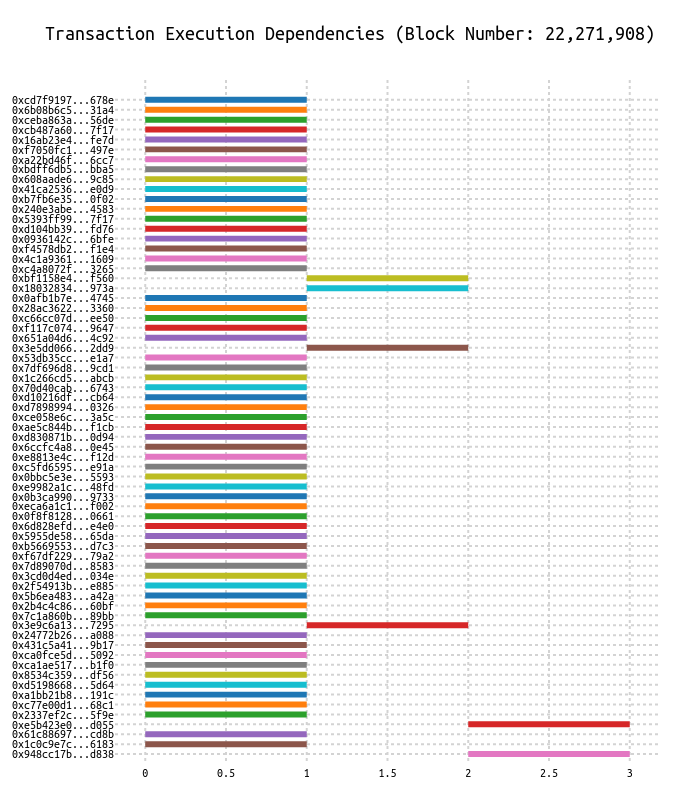 Transaction Execution Dependencies (Block Number: 22,271,908)
0xcd7f9197...678e
0x6b08b6c5...31a4
0xceba863a...56de
0xcb487a60...7f17
0x16ab23e4...fe7d
0xf7050fc1...497e
0xa22bd46f...6cc7
0xbdff6db5...bba5
0x608aade6...9c85
0x41ca2536...e0d9
0xb7fb6e35...0f02
0x240e3abe...4583
0x5393ff99...7f17
0xd104bb39...fd76
0x0936142c...6bfe
0xf4578db2...f1e4
0x4c1a9361...1609
0xc4a8072f...3265
0xbf1158e4...f560
0x18032834...973a
0x0afb1b7e...4745
0x28ac3622...3360
0xc66cc07d...ee50
0xf117c074...9647
0x651a04d6...4c92
0x3e5dd066...2dd9
0x53db35cc...e1a7
0x7df696d8...9cd1
0x1c266cd5...abcb
0x70d40cab...6743
0xd10216df...cb64
0xd7898994...0326
0xce058e6c...3a5c
0xae5c844b...f1cb
0xd830871b...0d94
0x6ccfc4a8...0e45
0xe8813e4c...f12d
0xc5fd6595...e91a
0x0bbc5e3e...5593
0xe9982a1c...48fd
0x0b3ca990...9733
0xeca6a1c1...f002
0x0f8f8128...0661
0x6d828efd...e4e0
0x5955de58...65da
0xb5669553...d7c3
0xf67df229...79a2
0x7d89070d...8583
0x3cd0d4ed...034e
0x2f54913b...e885
0x5b6ea483...a42a
0x2b4c4c86...60bf
0x7c1a860b...89bb
0x3e9c6a13...7295
0x24772b26...a088
0x431c5a41...9b17
0xca0fce5d...5092
0xca1ae517...b1f0
0x8534c359...df56
0xd5198668...5d64
0xa1bb21b8...191c
0xc77e00d1...68c1
0x2337ef2c...5f9e
0xe5b423e0...d055
0x61c88697...cd8b
0x1c0c9e7c...6183
0x948cc17b...d838
0 0.5 1 1.5 2 2.5 3